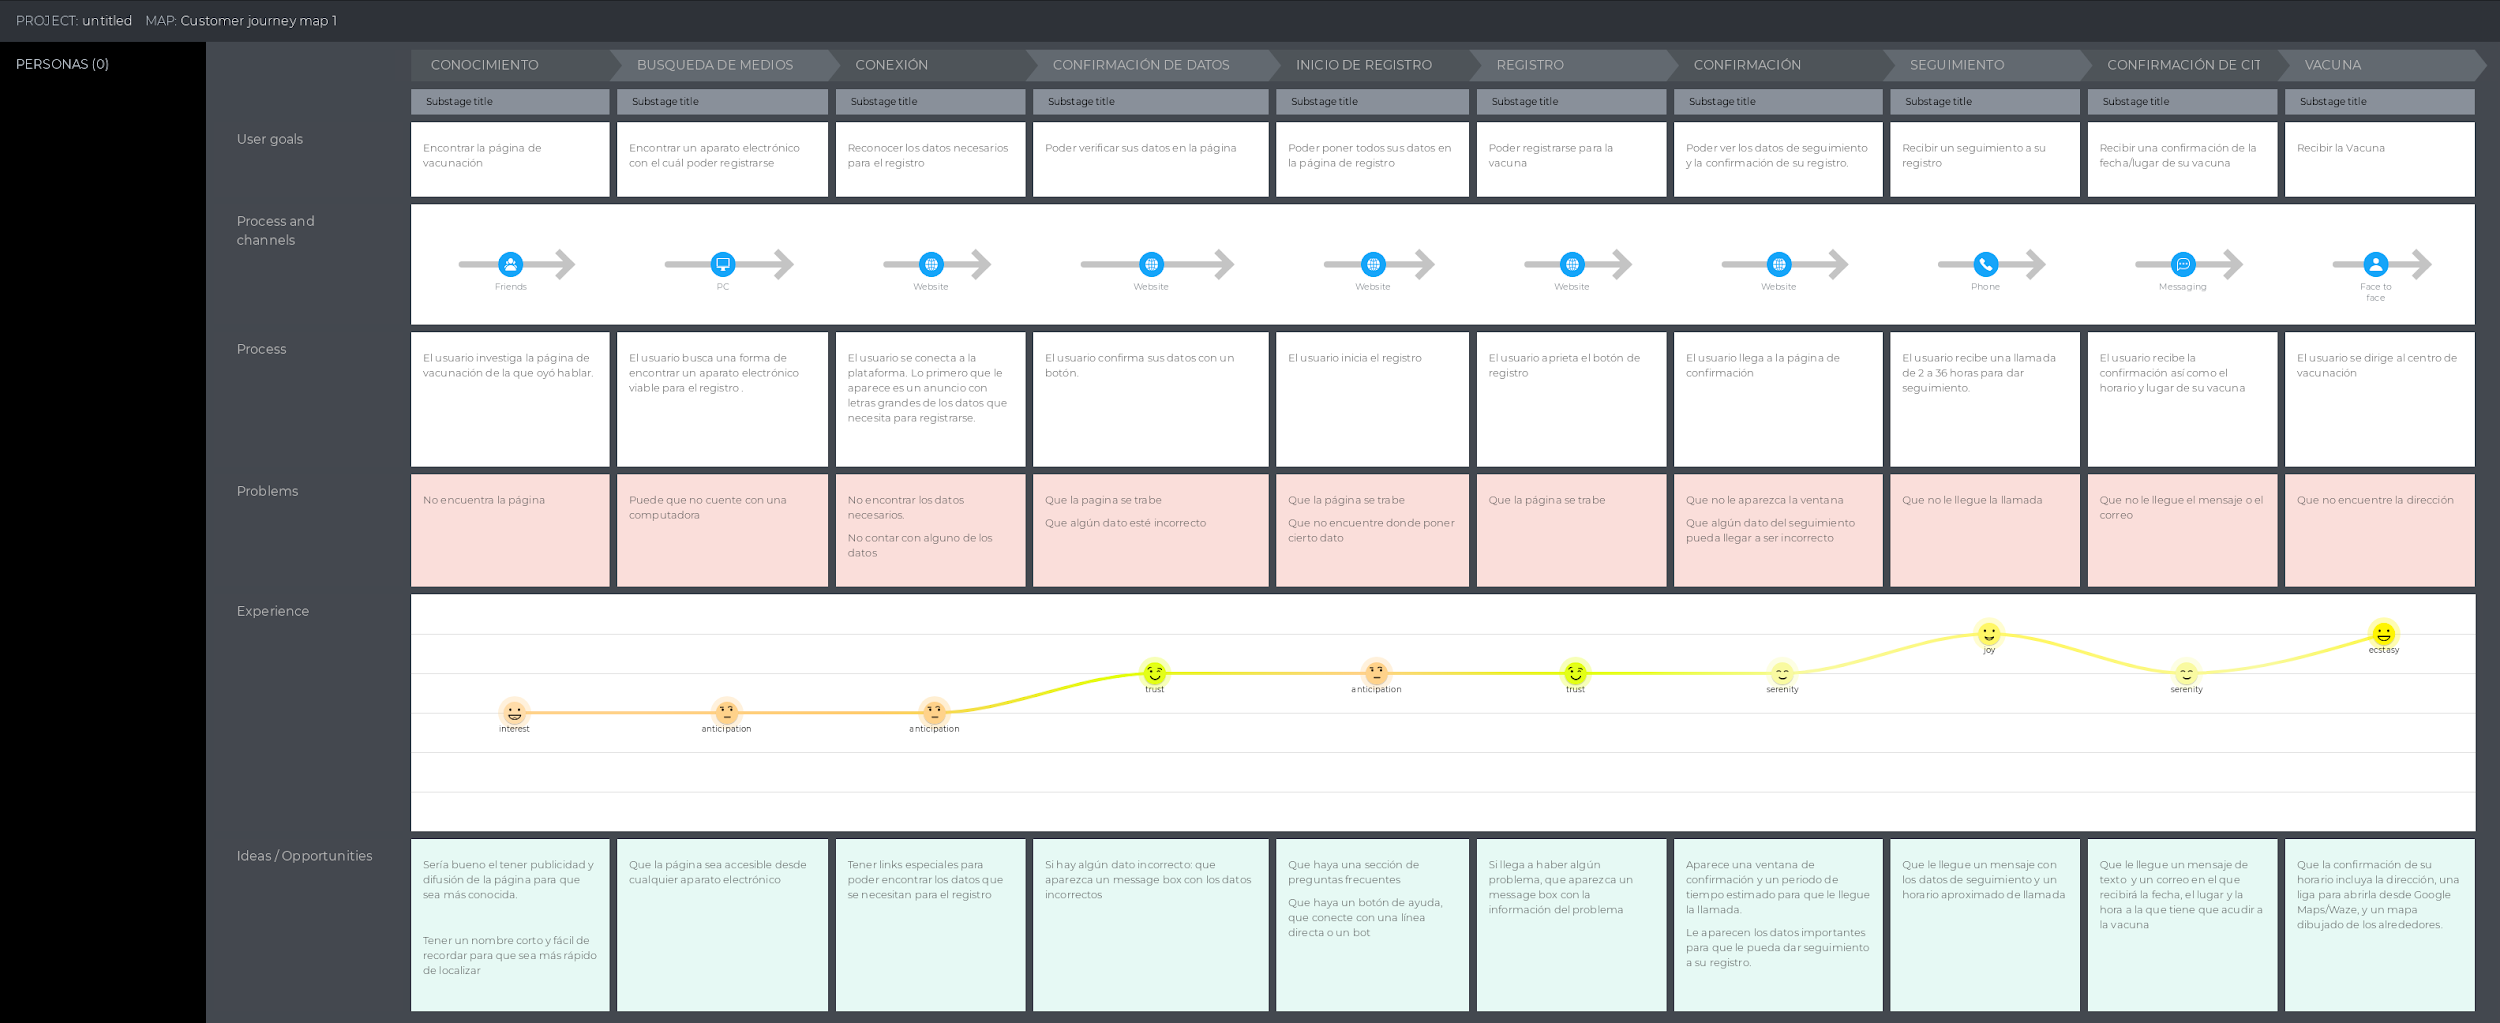 PROJECT: untitled MAP: Customer journey map 1
PERSONAS (0)
CONOCIMIENTO
BUSQUEDA DE MEDIOS
CONEXIÓN
CONFIRMACIÓN DE DATOS
INICIO DE REGISTRO
REGISTRO
CONFIRMACIÓN
SEGUIMIENTO
CONFIRMACIÓN DE CIT
VACUNA
Substage title
Substage title
Substage title
Substage title
Substage title
Substage title
Substage title
Substage title
Substage title
Substage title
User goals
Encontrar la página de
vacunación
Encontrar un aparato electrónico
con el cuál poder registrarse
Reconocer los datos necesarios
para el registro
Poder verificar sus datos en la página
Poder poner todos sus datos en
la página de registro
Poder registrarse para la
vacuna
Poder ver los datos de seguimiento
y la confirmación de su registro.
Recibir un seguimiento a su
registro
Recibir una confirmación de la
fecha/lugar de su vacuna
Recibir la Vacuna
Process and
channels
Friends
PC
Website
Website
Website
Website
Website
Phone
Messaging
Face to
face
Process
El usuario investiga la página de
vacunación de la que oyó hablar.
El usuario busca una forma de
encontrar un aparato electrónico
viable para el registro .
El usuario se conecta a la
plataforma. Lo primero que le
aparece es un anuncio con
letras grandes de los datos que
necesita para registrarse.
El usuario confirma sus datos con un
botón.
El usuario inicia el registro
El usuario aprieta el botón de
registro
El usuario llega a la página de
confirmación
El usuario recibe una llamada
de 2 a 36 horas para dar
seguimiento.
El usuario recibe la
confirmación así como el
horario y lugar de su vacuna
El usuario se dirige al centro de
vacunación
Problems
No encuentra la página
Puede que no cuente con una
computadora
No encontrar los datos
necesarios.
No contar con alguno de los
datos
Que la pagina se trabe
Que algún dato esté incorrecto
Que la página se trabe
Que no encuentre donde poner
cierto dato
Que la página se trabe
Que no le aparezca la ventana
Que algún dato del seguimiento
pueda llegar a ser incorrecto
Que no le llegue la llamada
Que no le llegue el mensaje o el
correo
Que no encuentre la dirección
Experience
interest
anticipation
anticipation
trust
anticipation
trust
serenity
joy
serenity
ecstasy
Ideas / Opportunities
Sería bueno el tener publicidad y
difusión de la página para que
sea más conocida.
Tener un nombre corto y fácil de
recordar para que sea más rápido
de localizar
Que la página sea accesible desde
cualquier aparato electrónico
Tener links especiales para
poder encontrar los datos que
se necesitan para el registro
Si hay algún dato incorrecto: que
aparezca un message box con los datos
incorrectos
Que haya una sección de
preguntas frecuentes
Que haya un botón de ayuda,
que conecte con una línea
directa o un bot
Si llega a haber algún
problema, que aparezca un
message box con la
información del problema
Aparece una ventana de
confirmación y un periodo de
tiempo estimado para que le llegue
la llamada.
Le aparecen los datos importantes
para que le pueda dar seguimiento
a su registro.
Que le llegue un mensaje con
los datos de seguimiento y un
horario aproximado de llamada
Que le llegue un mensaje de
texto y un correo en el que
recibirá la fecha, el lugar y la
hora a la que tiene que acudir a
la vacuna
Que la confirmación de su
horario incluya la dirección, una
liga para abrirla desde Google
Maps/Waze, y un mapa
dibujado de los alrededores.